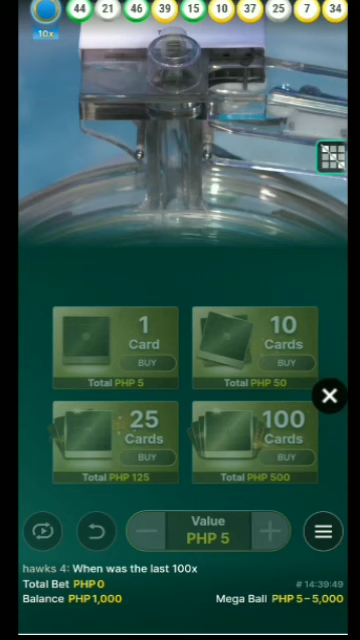 44 21 46 39 15 10 37 25 7 34
10x
1
Card
BUY
Total PHP 5
10
Cards
BUY
Total PHP 50
25
Cards
BUY
Total PHP 125
100
Cards
BUY
Total PHP 500
Value
PHP 5
hawks 4: When was the last 100x
Total Bet PHP 0
# 14:39:49
Balance PHP 1,000
Mega Ball PHP 5 – 5,000